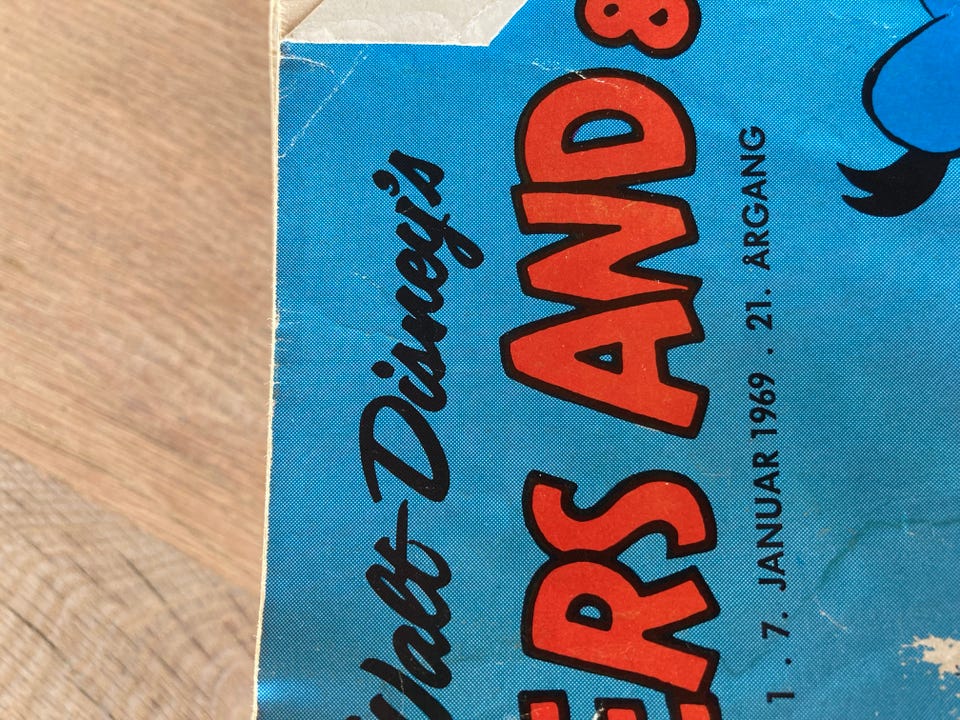 Walt Disney's
ERS AND &
1 . 7. JANUAR 1969 . 21. ÅRGANG